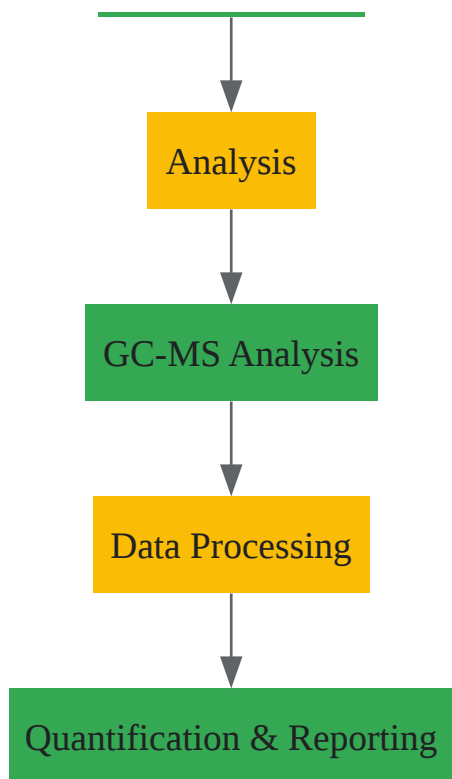 Analysis
GC-MS Analysis
Data Processing
Quantification & Reporting